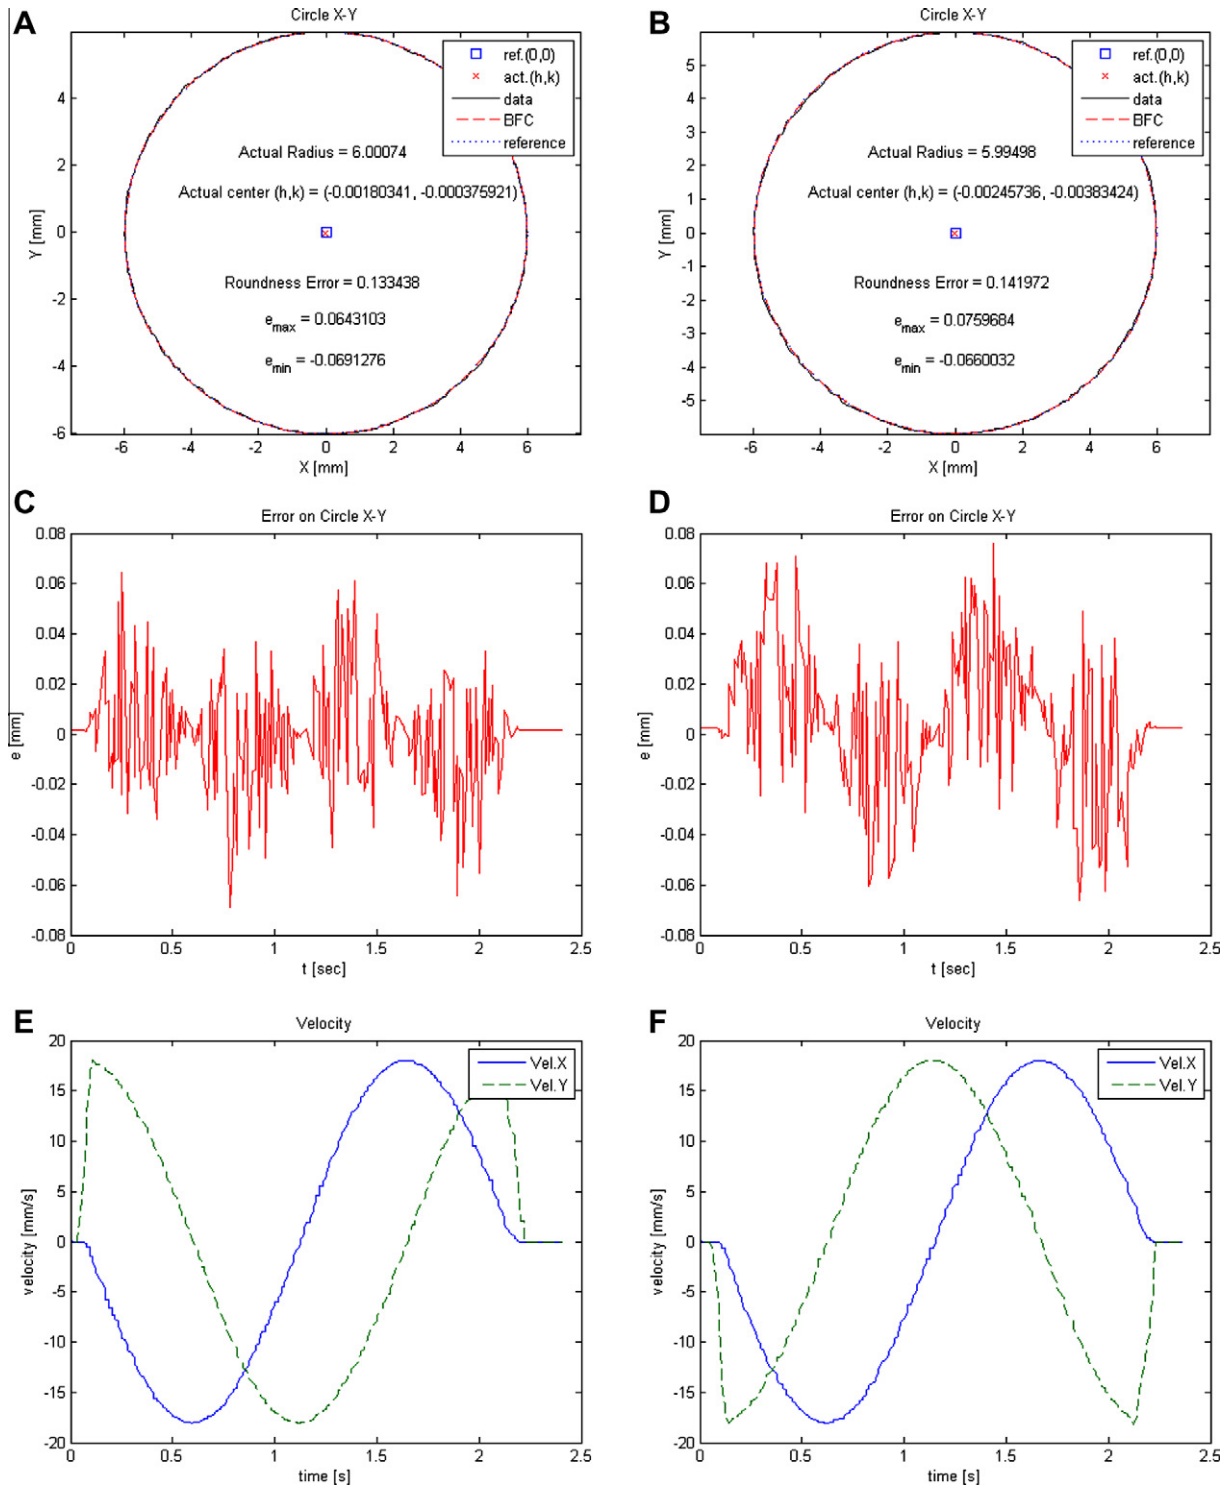 A
Circle X-Y
ref.(0,0)
act.(h,k)
data
BFC
reference
Actual Radius = 6.00074
Actual center (h,k) = (-0.00180341 , -0.000375921)
Roundness Error = 0.133438
emax = 0.0643103
emin = -0.0691276
Y [mm]
4
2
0
-2
-4
-6
-6
-4
-2
0
2
4
6
X [mm]
B
Circle X-Y
ref.(0,0)
act.(h,k)
data
BFC
reference
Actual Radius = 5.99498
Actual center (h,k) = (-0.00245736, -0.00383424)
Roundness Error = 0.141972
emax = 0.0759684
emin = -0.0660032
Y [mm]
5
4
3
2
1
0
-1
-2
-3
-4
-5
-6
-4
-2
0
2
4
6
X [mm]
C
Error on Circle X-Y
e [mm]
0.08
0.06
0.04
0.02
0
-0.02
-0.04
-0.06
-0.08
0
0.5
1
1.5
2
2.5
t [sec]
D
Error on Circle X-Y
e [mm]
0.08
0.06
0.04
0.02
0
-0.02
-0.04
-0.06
-0.08
0
0.5
1
1.5
2
2.5
t [sec]
E
Velocity
Vel.X
Vel.Y
velocity [mm/s]
20
15
10
5
0
-5
-10
-15
-20
0
0.5
1
1.5
2
2.5
time [s]
F
Velocity
Vel.X
Vel.Y
velocity [mm/s]
20
15
10
5
0
-5
-10
-15
-20
0
0.5
1
1.5
2
2.5
time [s]